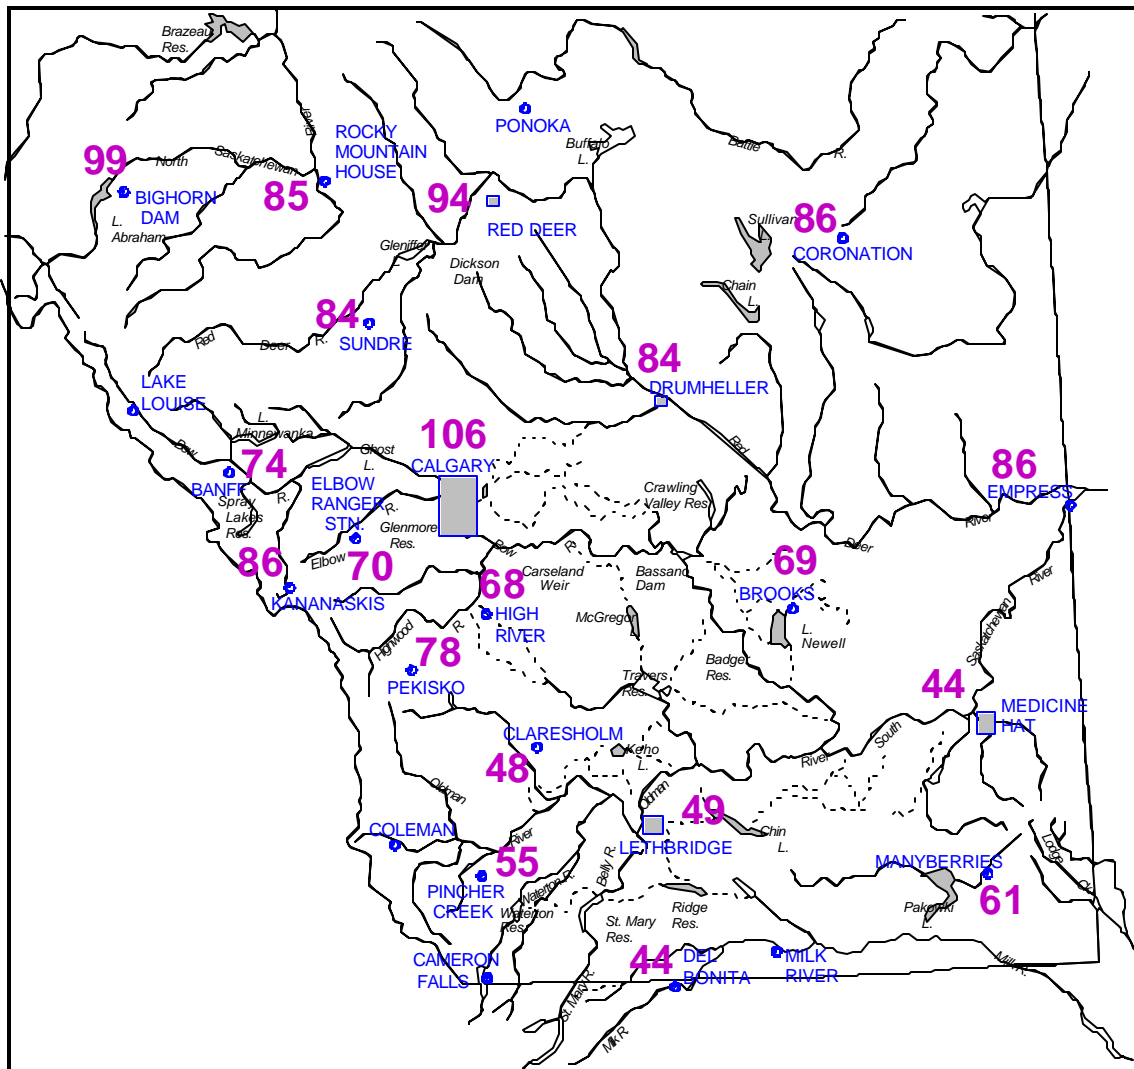 Brazeau
Res.
River
ROCKY
MOUNTAIN
HOUSE
PONOKA
Buffalo
L.
Battle
R.
99
North
Saskatchewan
BIGHORN
DAM
L.
Abraham
85
94
RED DEER
Sullivan
L.
86
CORONATION
Gleniffer
L.
Dickson
Dam
Chain
L.
84
SUNDRE
Red
Deer
R.
84
DRUMHELLER
LAKE
LOUISE
L.
Minnewanka
Bow
106
CALGARY
Ghost
L.
Red
74
BANFF
Spray
Lakes
Res.
R.
ELBOW
RANGER
STN.
R.
Glenmore
Res.
Crawling
Valley Res.
86
EMPRESS
River
Deer
Elbow
70
Bow
R.
86
KANANASKIS
Carseland
Weir
Bassano
Dam
69
BROOKS
River
68
HIGH
RIVER
McGregor
L.
L.
Newell
Highwood
R.
78
PEKISKO
Travers
Res.
Badger
Res.
Saskatchewan
44
MEDICINE
HAT
CLARESHOLM
48
Keho
L.
River
South
Oldman
Oldman
49
LETHBRIDGE
Chin
L.
COLEMAN
River
55
PINCHER
CREEK
Waterton R.
Waterton
Res.
Belly R.
MANYBERRIES
61
Lodge
Ck.
Pakowki
L.
Ridge
Res.
St. Mary
Res.
CAMERON
FALLS
44
DEL
BONITA
MILK
RIVER
Milk R.
St. Mary R.
Milk R.